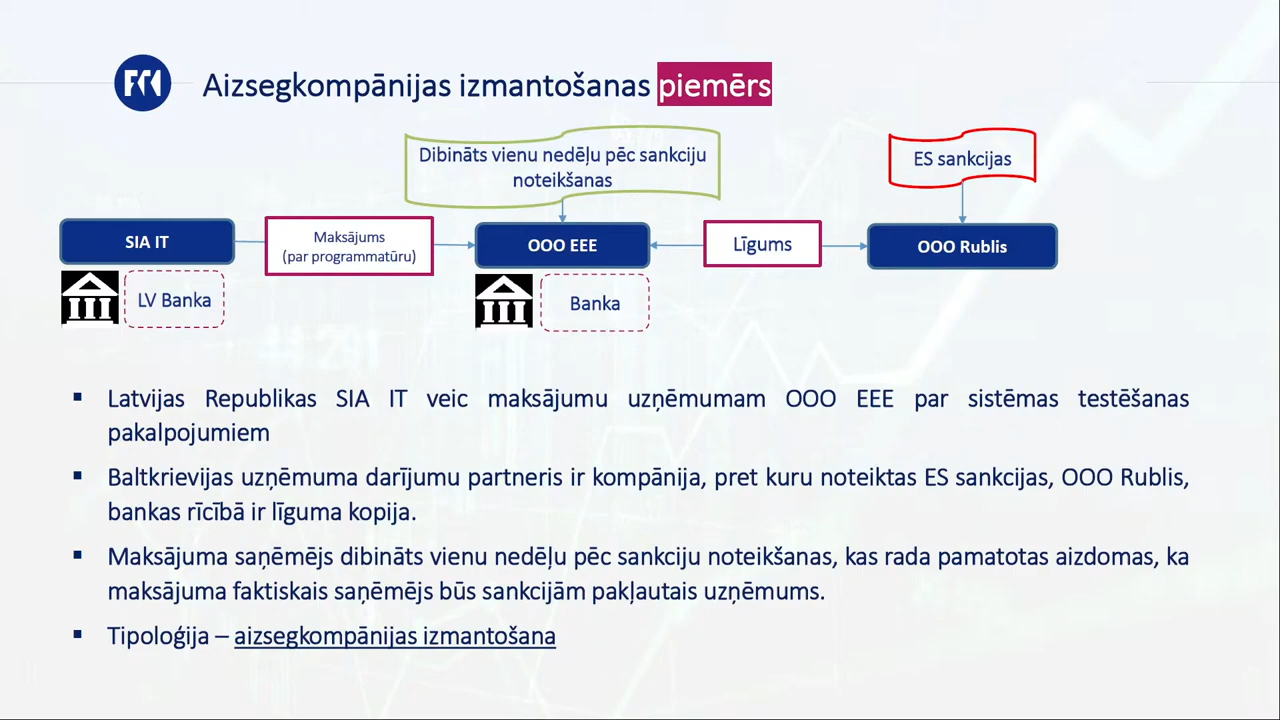 Aizsegkompānijas izmantošanas piemērs
Dibināts vienu nedēļu pēc sankciju
noteikšanas
ES sankcijas
SIA IT
Maksājums
(par programmatūru)
OOO EEE
Līgums
OOO Rublis
LV Banka
Banka
▪ Latvijas Republikas SIA IT veic maksājumu uzņēmumam OOO EEE par sistēmas testēšanas
pakalpojumiem
▪ Baltkrievijas uzņēmuma darījumu partneris ir kompānija, pret kuru noteiktas ES sankcijas, OOO Rublis,
bankas rīcībā ir līguma kopija.
▪ Maksājuma saņēmējs dibināts vienu nedēļu pēc sankciju noteikšanas, kas rada pamatotas aizdomas, ka
maksājuma faktiskais saņēmējs būs sankcijām pakļautais uzņēmums.
▪ Tipoloģija – aizsegkompānijas izmantošana